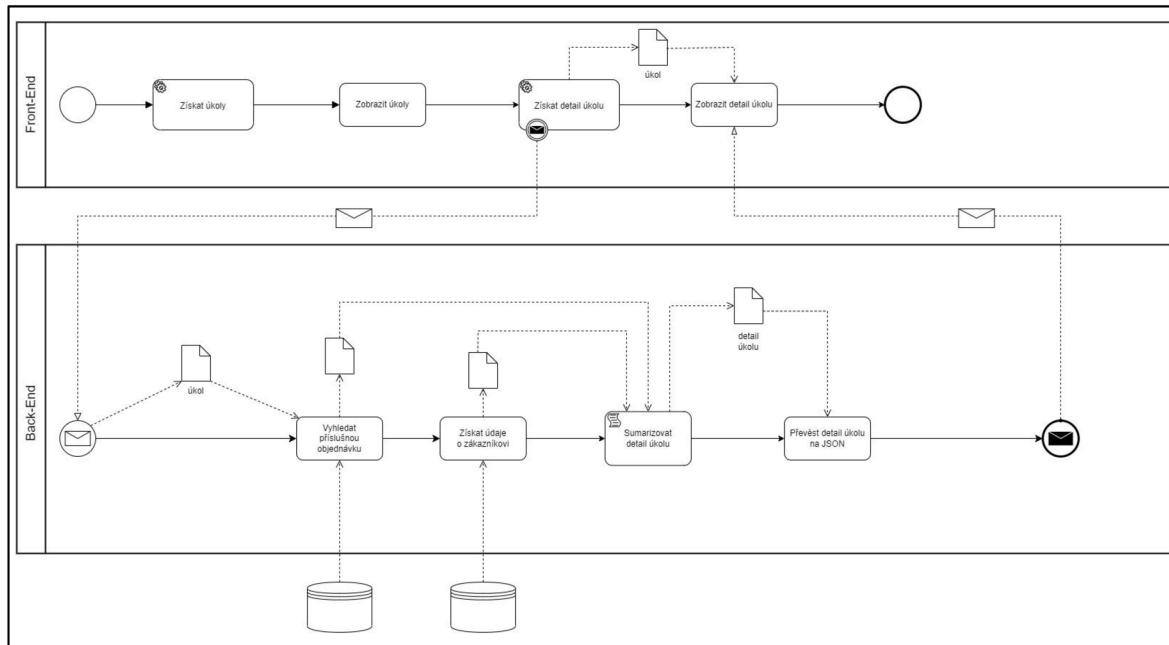 Front-End
Získat úkoly
Zobrazit úkoly
Získat detail úkolu
úkol
Zobrazit detail úkolu
Back-End
úkol
Vyhledat
příslušnou
objednávku
Získat údaje
o zákazníkovi
Sumarizovat
detail úkolu
detail
úkolu
Převést detail úkolu
na JSON